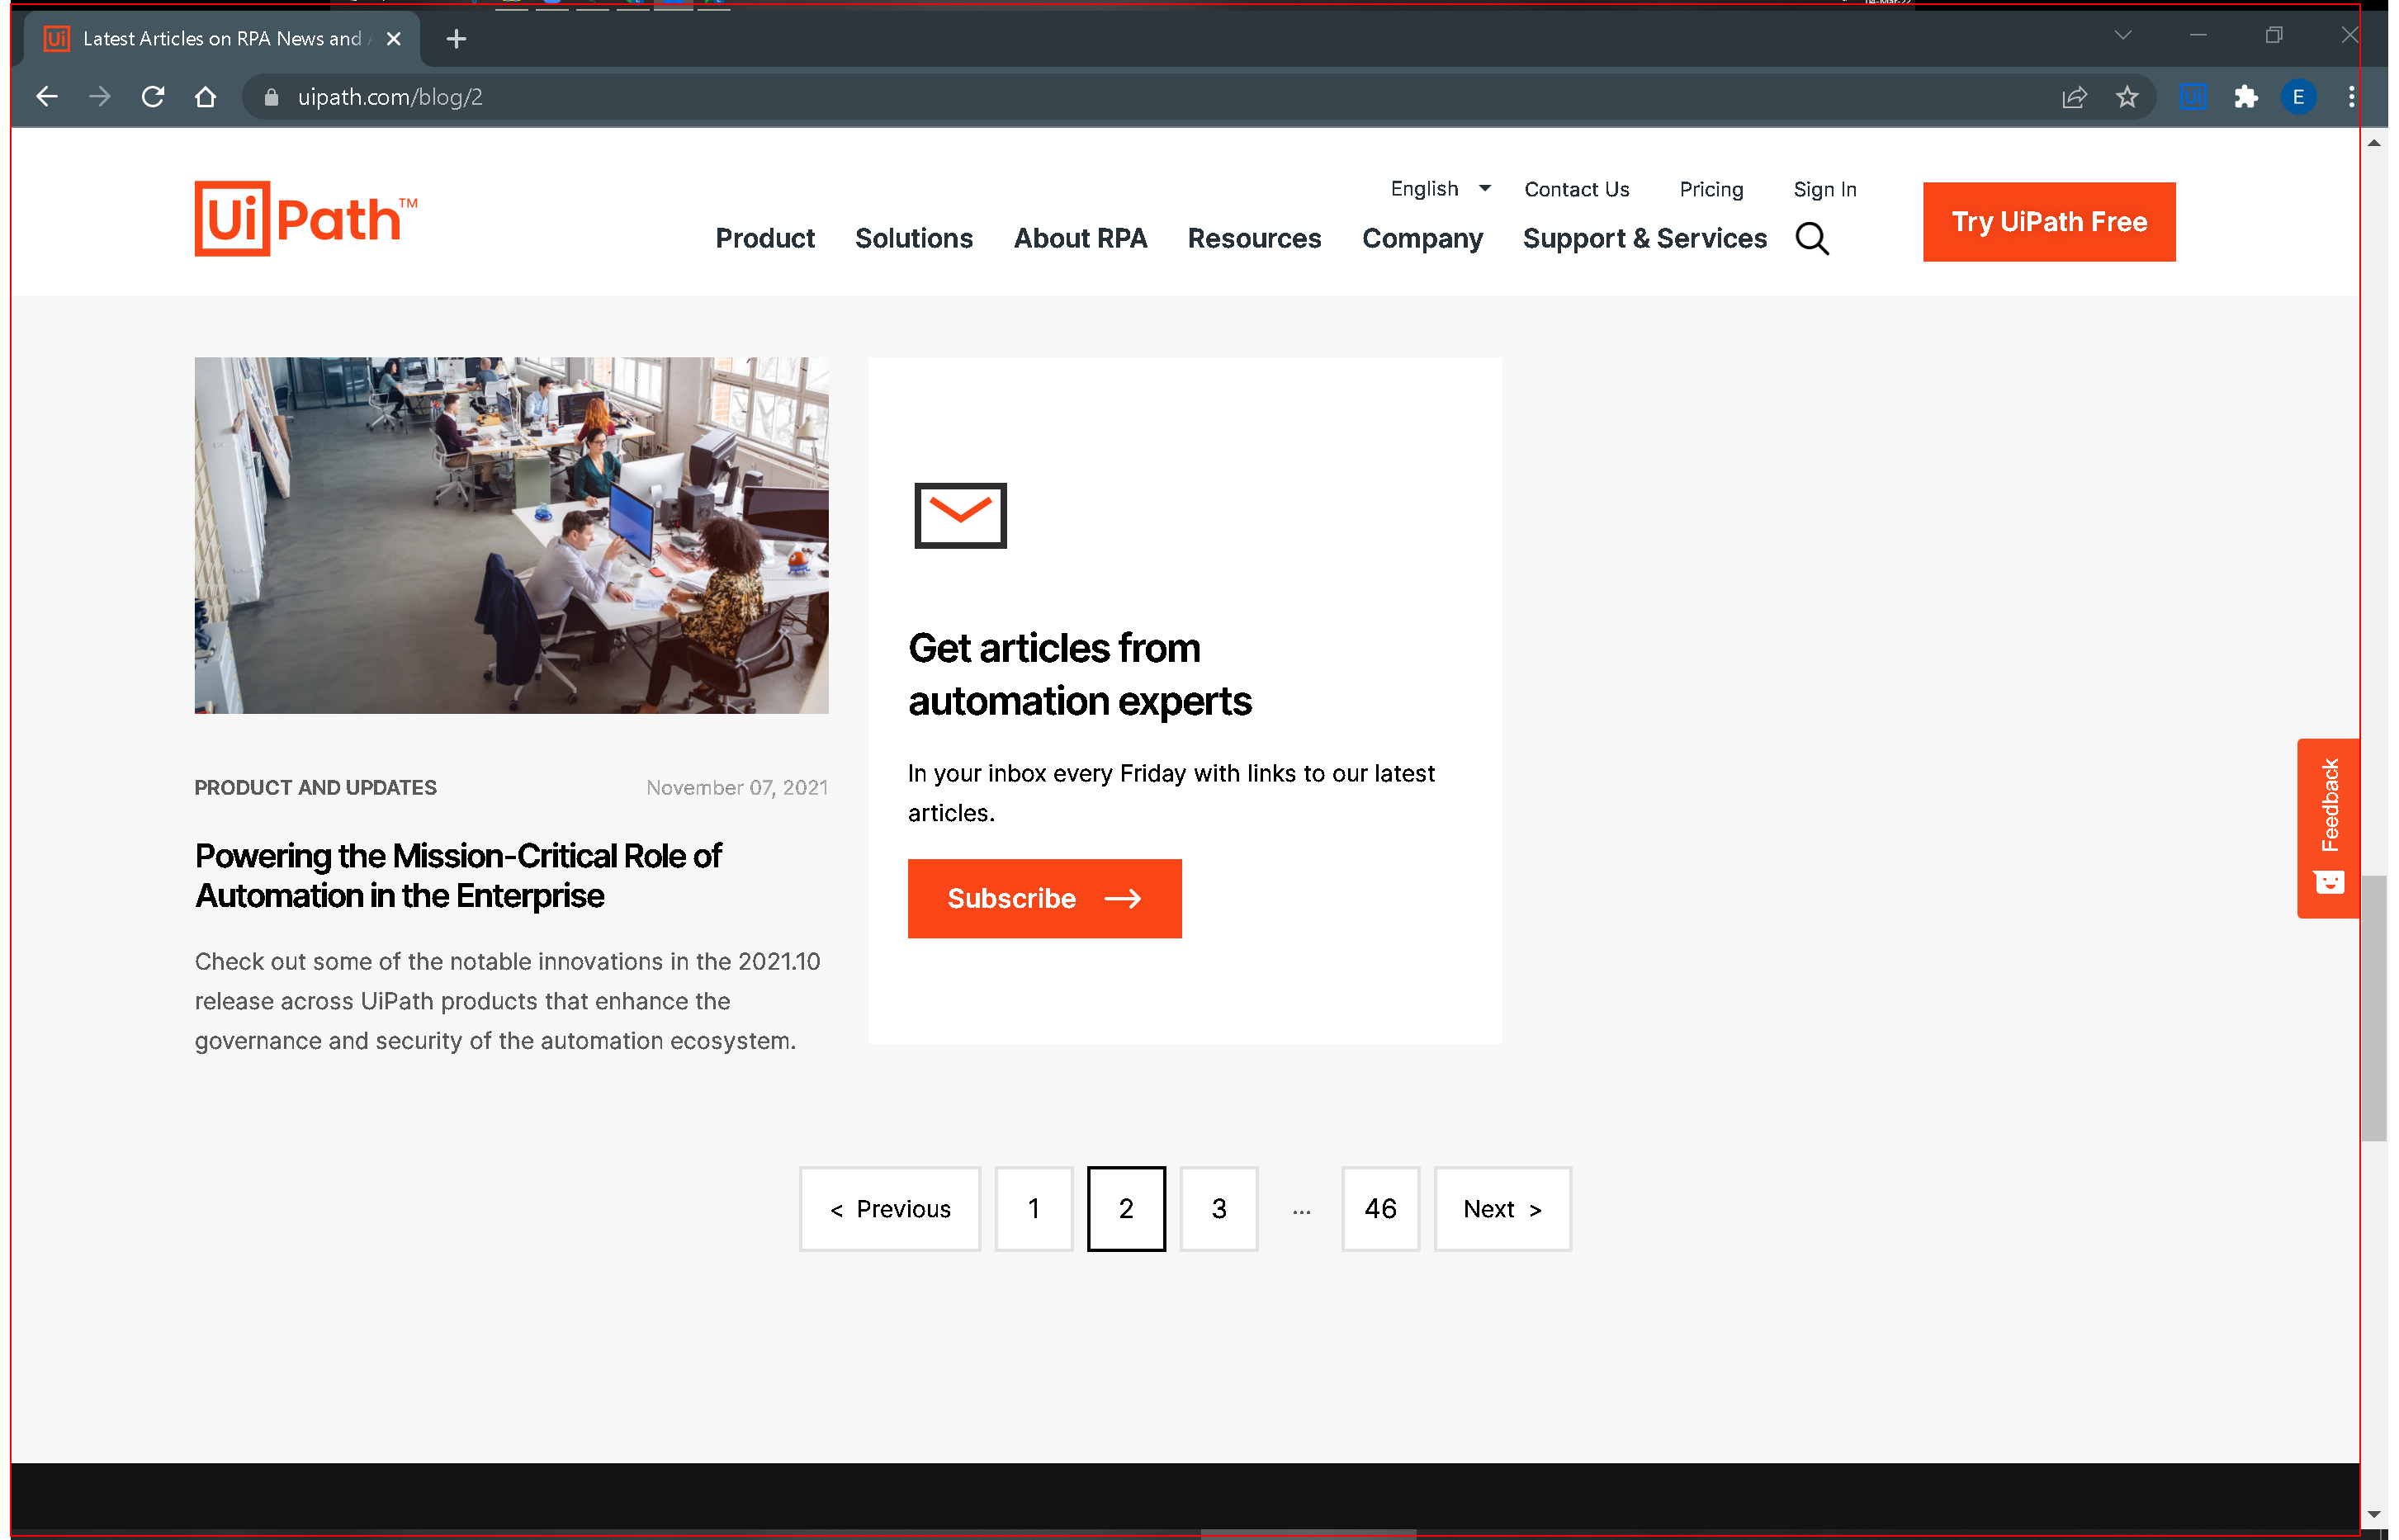 Latest Articles on RPA News and
uipath.com/blog/2
E
UiPath™
English
Contact Us
Pricing
Sign In
Product
Solutions
About RPA
Resources
Company
Support & Services
Try UiPath Free
PRODUCT AND UPDATES
November 07, 2021
Powering the Mission-Critical Role of
Automation in the Enterprise
Check out some of the notable innovations in the 2021.10
release across UiPath products that enhance the
governance and security of the automation ecosystem.
Get articles from
automation experts
In your inbox every Friday with links to our latest
articles.
Subscribe →
Feedback
< Previous 1 2 3 ... 46 Next >